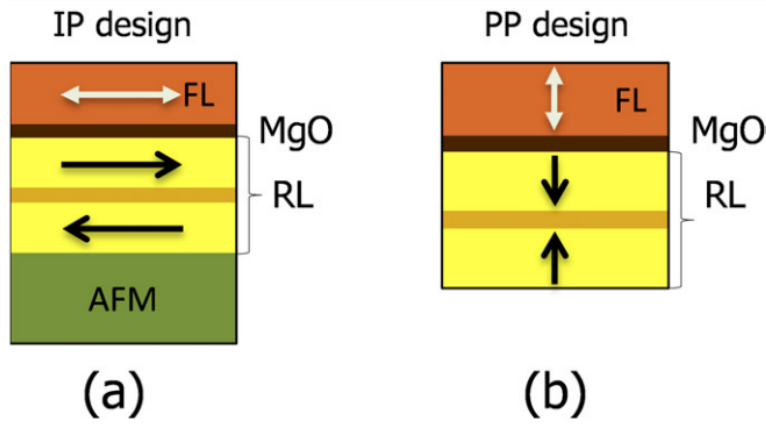 IP design
FL
MgO
RL
AFM
(a)
PP design
FL
MgO
RL
(b)